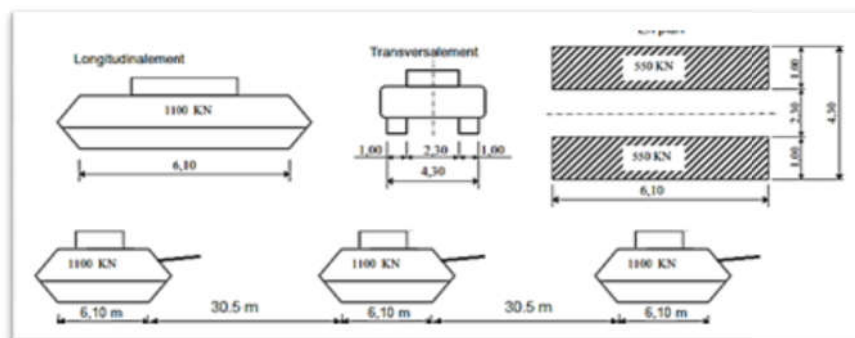 Longitudinalement
1100 KN
6,10
Transversalement
1,00 2,30 1,00
4,30
550 KN
550 KN
6,10
1,00
2,30
1,00
4,30
1100 KN
6,10 m
30.5 m
1100 KN
6,10 m
30.5 m
1100 KN
6,10 m